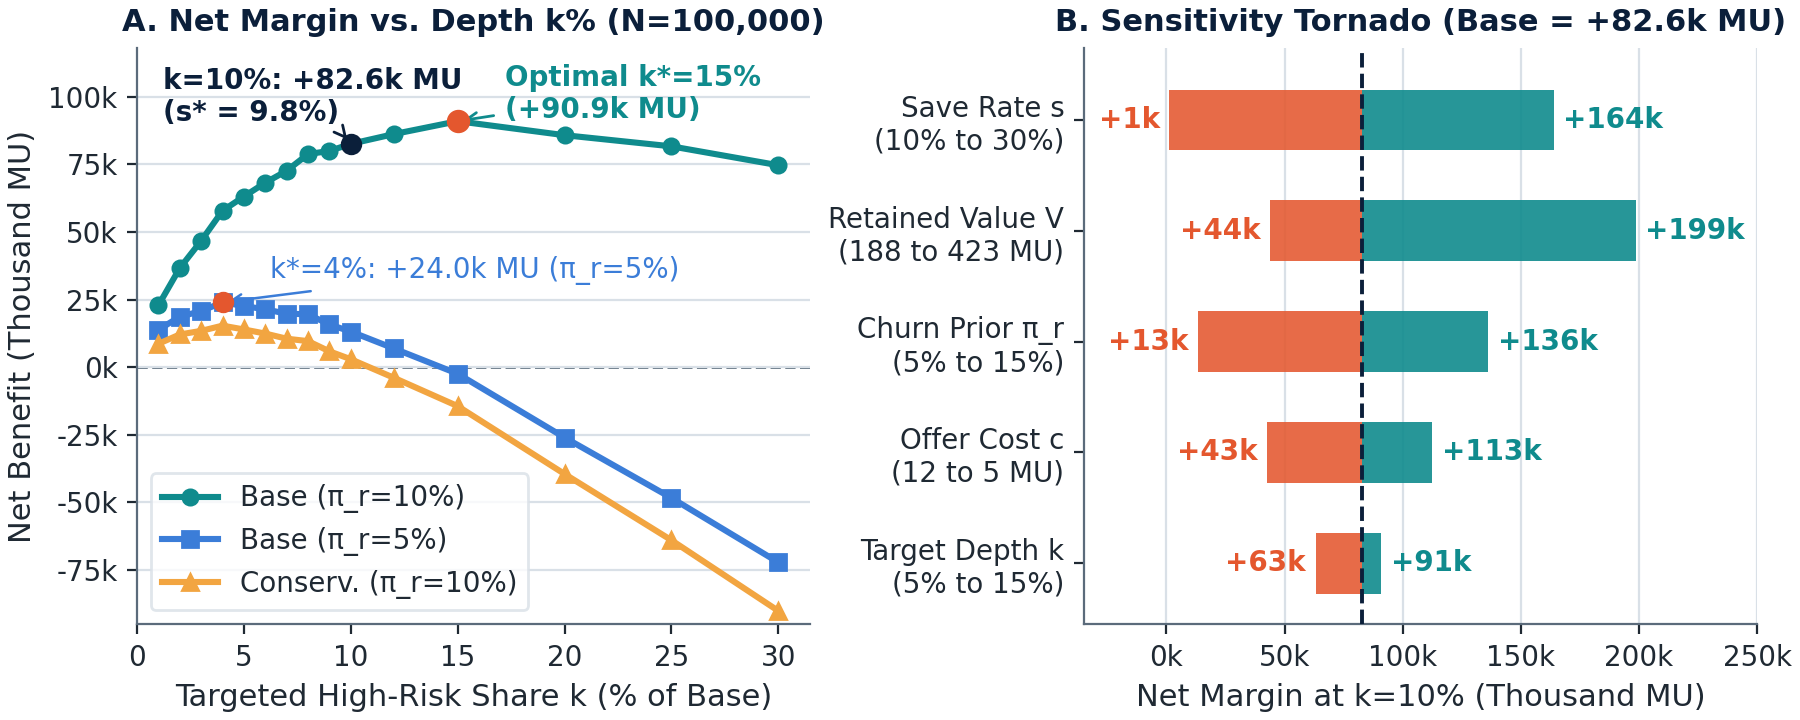 A. Net Margin vs. Depth k% (N=100,000)
k=10%: +82.6k MU
(s* = 9.8%)
Optimal k*=15%
(+90.9k MU)
k*=4%: +24.0k MU (π_r=5%)
Net Benefit (Thousand MU)
100k
75k
50k
25k
0k
-25k
-50k
-75k
Base (π_r=10%)
Base (π_r=5%)
Conserv. (π_r=10%)
0 5 10 15 20 25 30
Targeted High-Risk Share k (% of Base)
B. Sensitivity Tornado (Base = +82.6k MU)
Save Rate s
(10% to 30%)
+1k +164k
Retained Value V
(188 to 423 MU)
+44k +199k
Churn Prior π_r
(5% to 15%)
+13k +136k
Offer Cost c
(12 to 5 MU)
+43k +113k
Target Depth k
(5% to 15%)
+63k +91k
0k 50k 100k 150k 200k 250k
Net Margin at k=10% (Thousand MU)